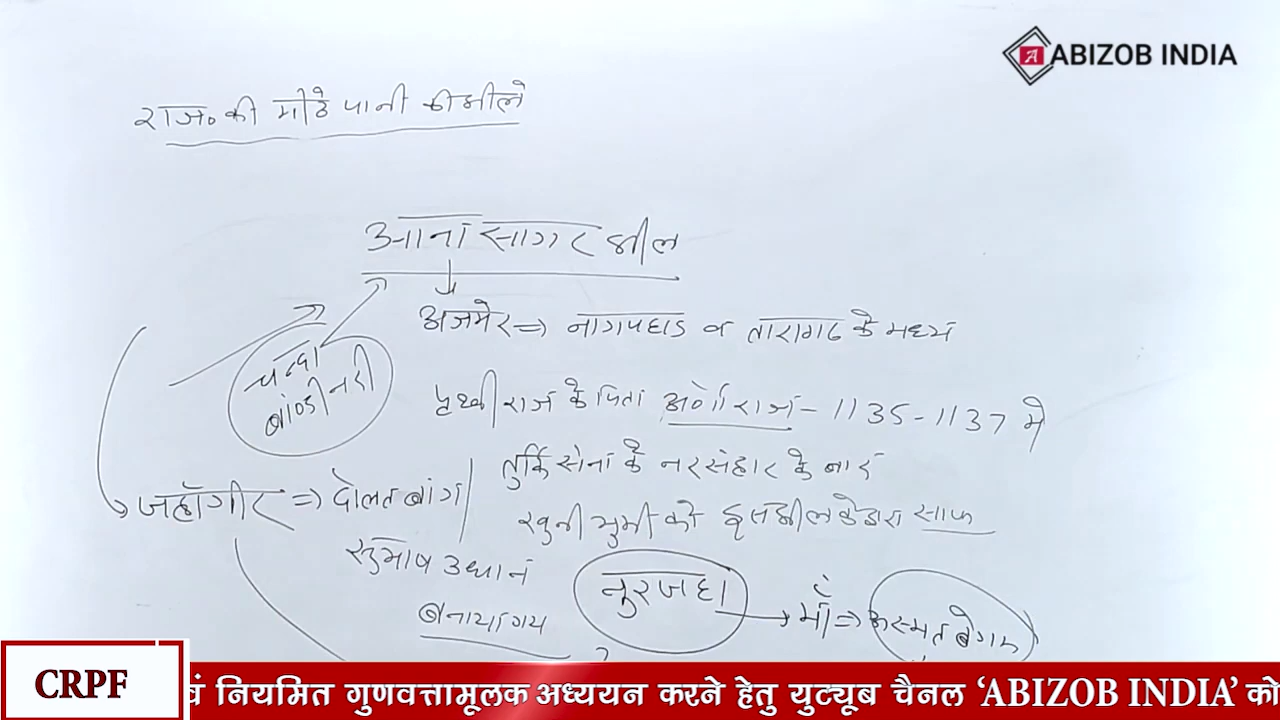 ABIZOB INDIA
राज० की मीठे पानी की झीले
आना सागर झील
अजमेर => नागपहाड व तारागढ के मध्य
चन्दा
बांडी नदी
पृथ्वीराज के पिता अर्णोराज - 1135-1137 मे
तुर्कि सेना के नरसंहार के बाद
खुनी भुमी को इस झील के द्वारा साफ
जहाँगीर => दोलत बाग /
सुभाष उधान
बनाया गय
नुरजहा → माँ => अस्मत बेगम
CRPF
वं नियमित गुणवत्तामूलक अध्ययन करने हेतु युट्यूब चैनल ‘ABIZOB INDIA’ को